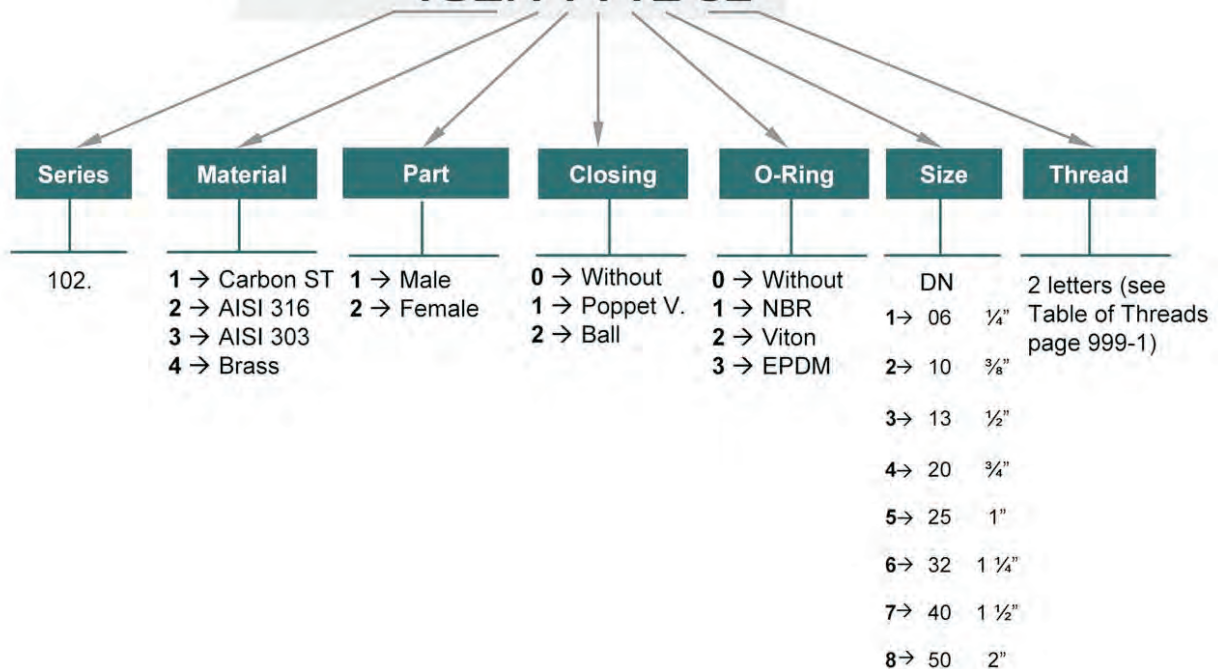 Series
Material
Part
Closing
O-Ring
Size
Thread
102.
1 → Carbon ST
2 → AISI 316
3 → AISI 303
4 → Brass
1 → Male
2 → Female
0 → Without
1 → Poppet V.
2 → Ball
0 → Without
1 → NBR
2 → Viton
3 → EPDM
DN
1→ 06 ¼”
2→ 10 ⅜”
3→ 13 ½”
4→ 20 ¾”
5→ 25 1”
6→ 32 1 ¼”
7→ 40 1 ½”
8→ 50 2”
2 letters (see
Table of Threads
page 999-1)